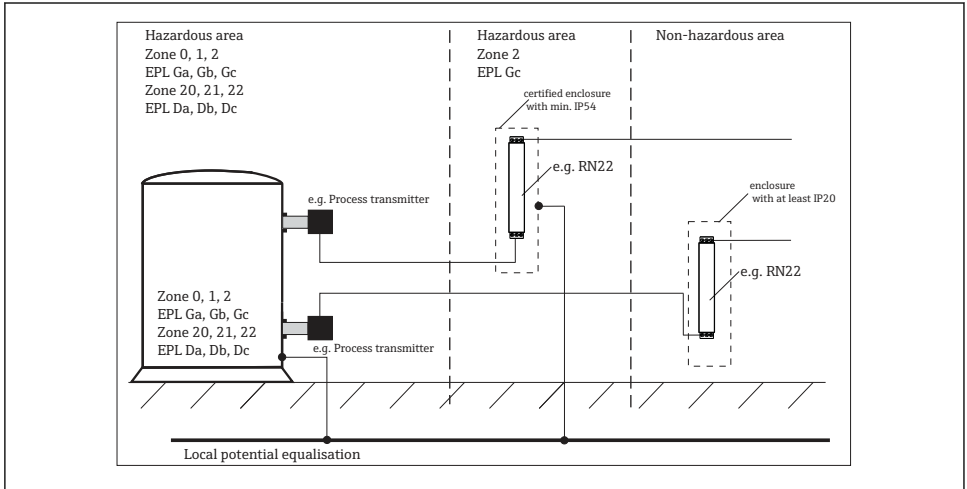 Hazardous area
Zone 0, 1, 2
EPL Ga, Gb, Gc
Zone 20, 21, 22
EPL Da, Db, Dc
Hazardous area
Zone 2
EPL Gc
Non-hazardous area
certified enclosure
with min. IP54
e.g. RN22
enclosure
with at least IP20
e.g. RN22
e.g. Process transmitter
Zone 0, 1, 2
EPL Ga, Gb, Gc
Zone 20, 21, 22
EPL Da, Db, Dc
e.g. Process transmitter
Local potential equalisation